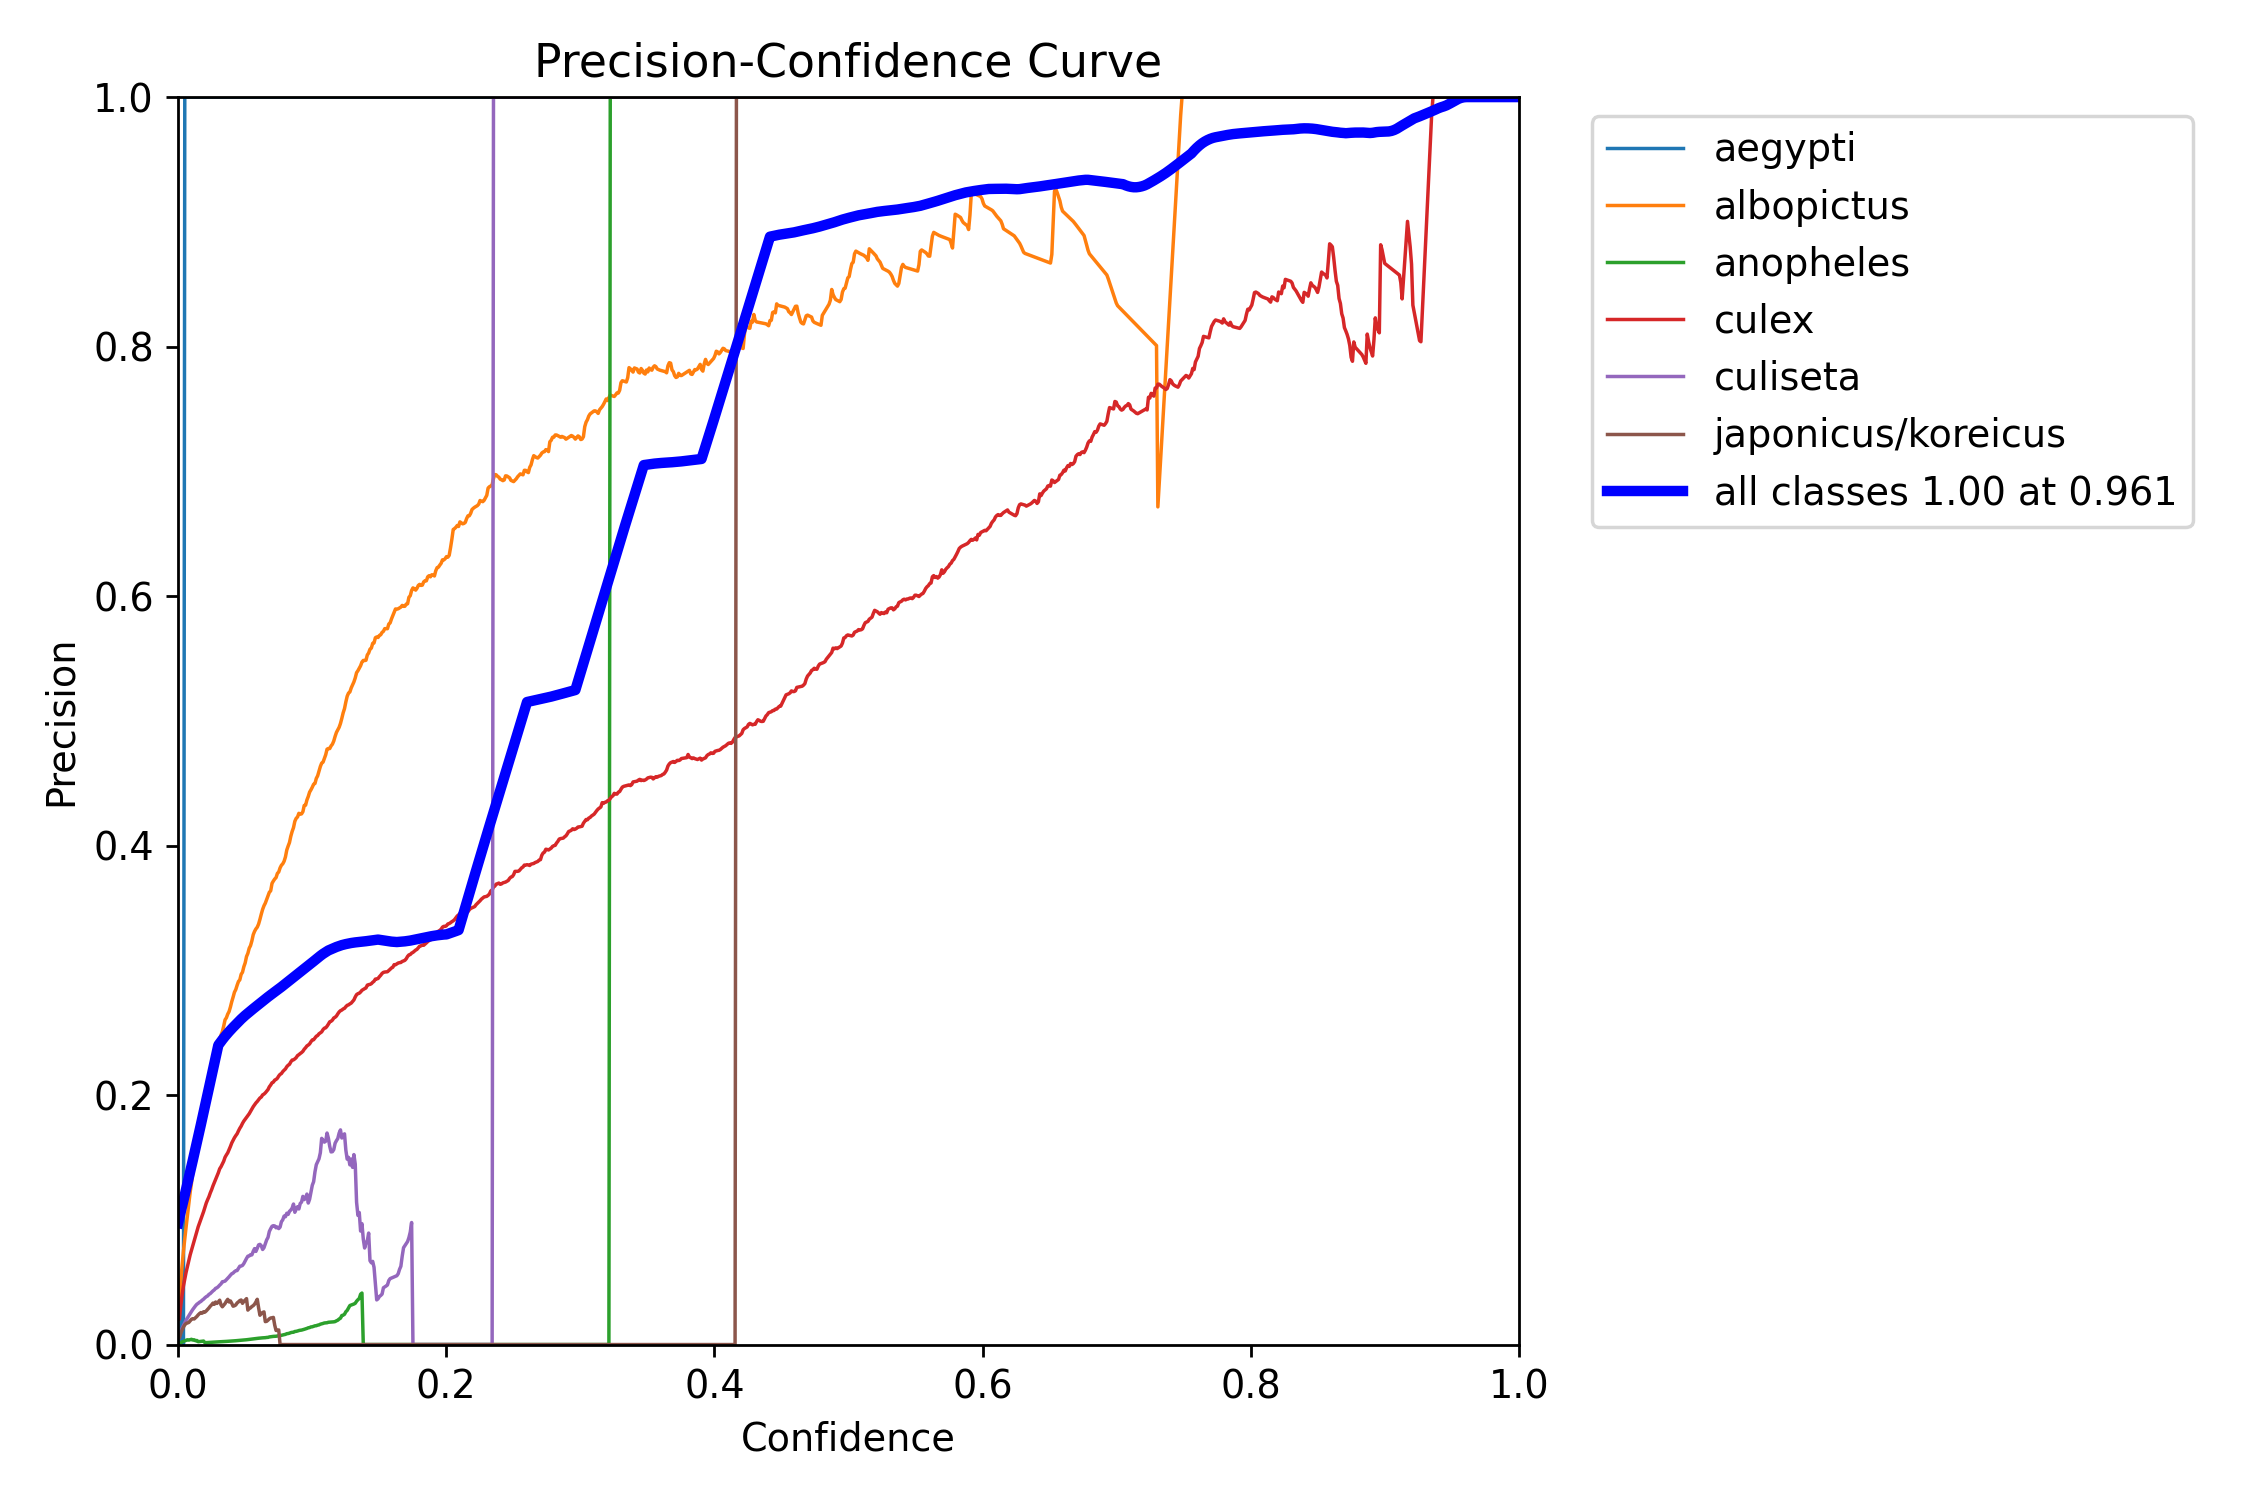 Precision-Confidence Curve
1.0
0.8
0.6
0.4
0.2
0.0
Precision
0.0 0.2 0.4 0.6 0.8 1.0
Confidence
aegypti
albopictus
anopheles
culex
culiseta
japonicus/koreicus
all classes 1.00 at 0.961